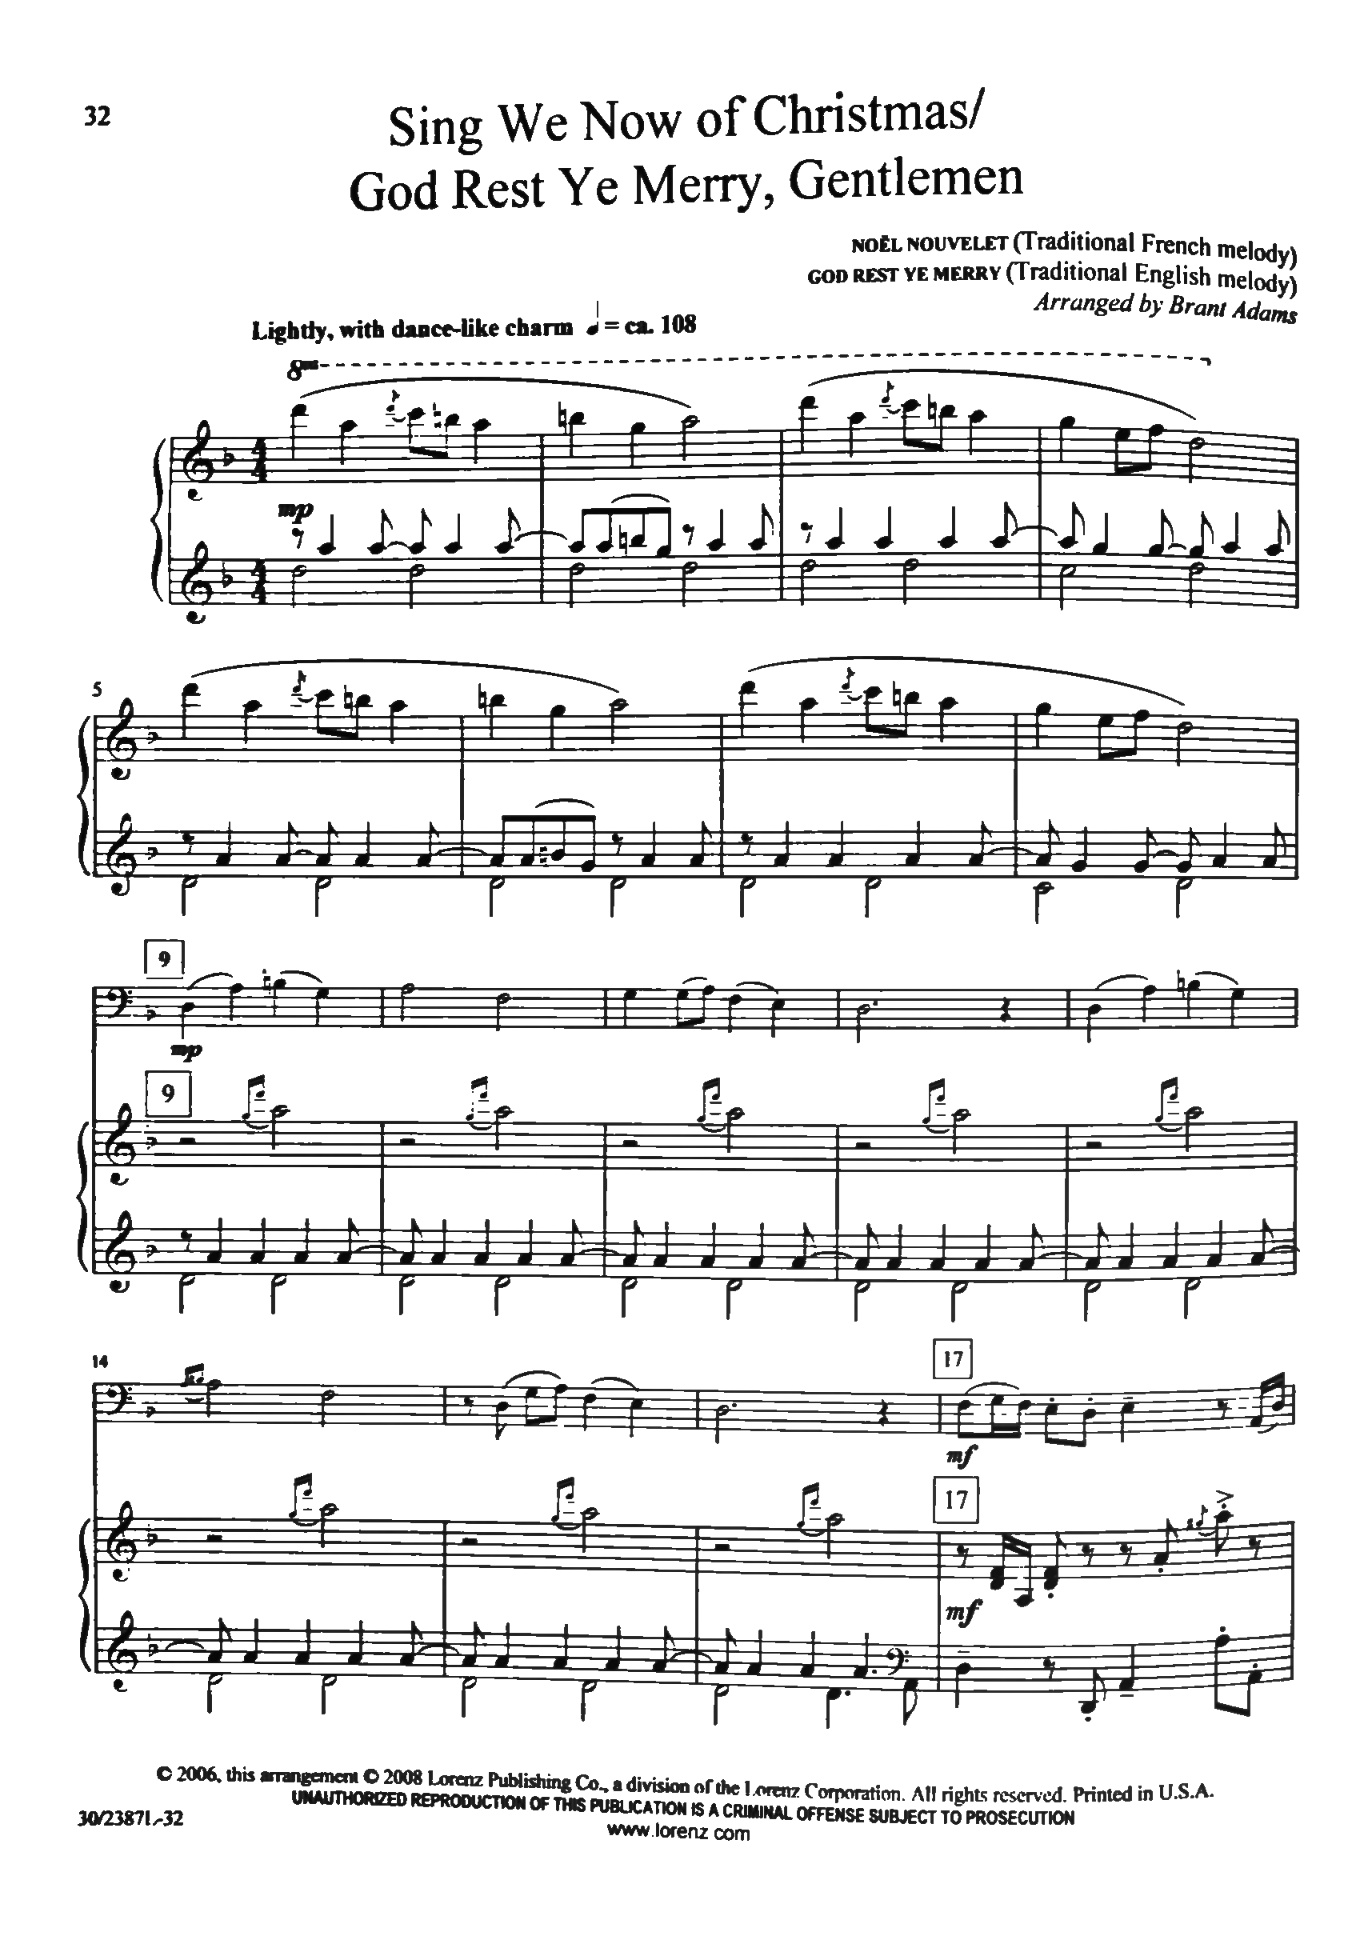 32
Sing We Now of Christmas/
God Rest Ye Merry, Gentlemen
NOËL NOUVELET (Traditional French melody)
GOD REST YE MERRY (Traditional English melody)
Arranged by Brant Adams
Lightly, with dance-like charm ♩ = ca. 108
8va
4
4
4
4
mp
5
9
mp
9
14
17
mf
17
mf
© 2006, this arrangement © 2008 Lorenz Publishing Co., a division of the Lorenz Corporation. All rights reserved. Printed in U.S.A.
UNAUTHORIZED REPRODUCTION OF THIS PUBLICATION IS A CRIMINAL OFFENSE SUBJECT TO PROSECUTION
30/2387L-32
www.lorenz com